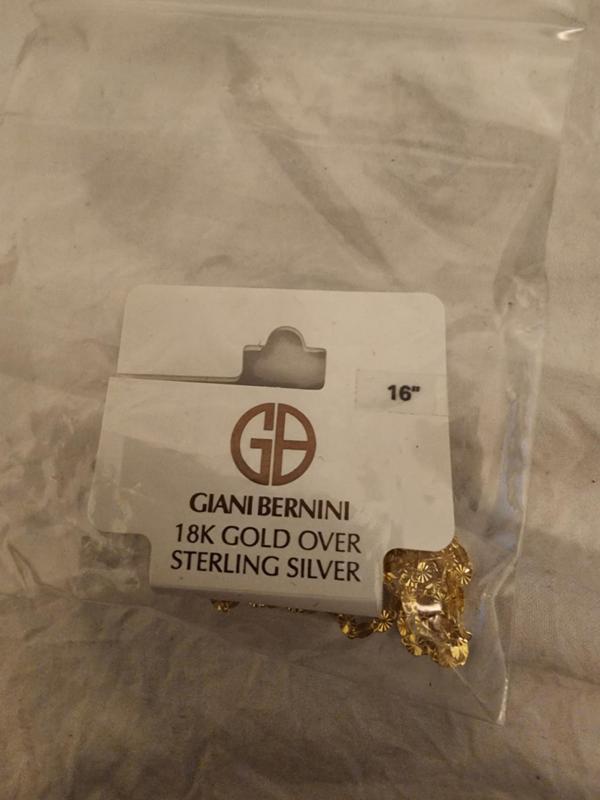 16"
GB
GIANI BERNINI
18K GOLD OVER
STERLING SILVER